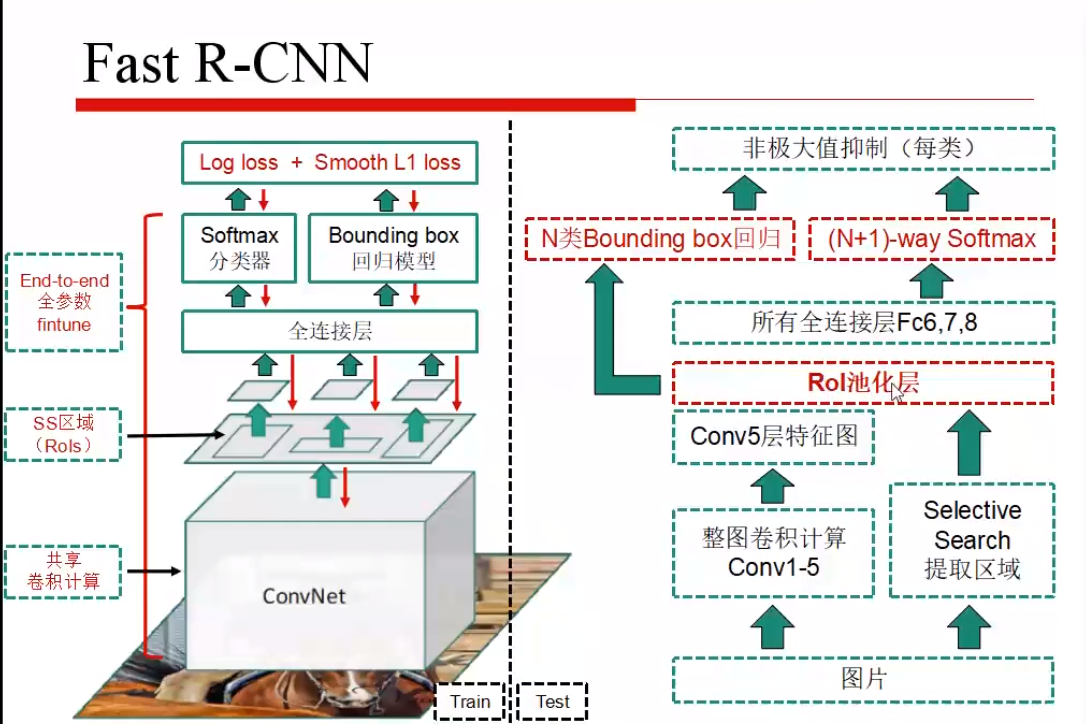 Fast R-CNN
Log loss + Smooth L1 loss
Softmax
分类器
Bounding box
回归模型
End-to-end
全参数
fintune
全连接层
SS区域
（RoIs）
共享
卷积计算
ConvNet
Train
Test
非极大值抑制（每类）
N类Bounding box回归
(N+1)-way Softmax
所有全连接层Fc6,7,8
RoI池化层
Conv5层特征图
整图卷积计算
Conv1-5
Selective
Search
提取区域
图片